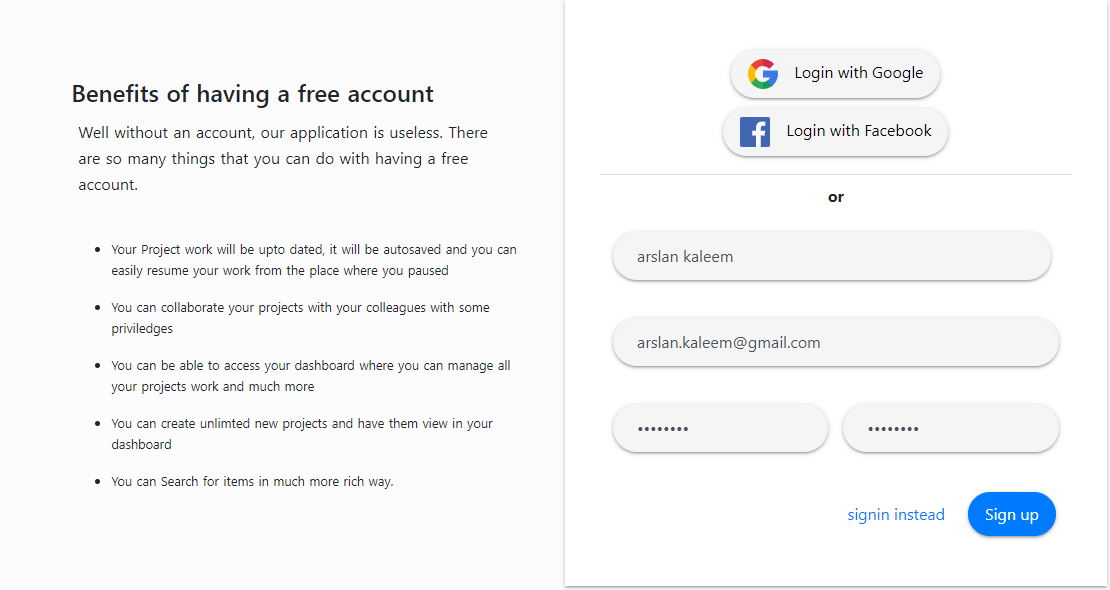 Benefits of having a free account
Well without an account, our application is useless. There
are so many things that you can do with having a free
account.
• Your Project work will be upto dated, it will be autosaved and you can
easily resume your work from the place where you paused
• You can collaborate your projects with your colleagues with some
priviledges
• You can be able to access your dashboard where you can manage all
your projects work and much more
• You can create unlimted new projects and have them view in your
dashboard
• You can Search for items in much more rich way.
Login with Google
Login with Facebook
or
arslan kaleem
arslan.kaleem@gmail.com
•••••••• ••••••••
signin instead Sign up